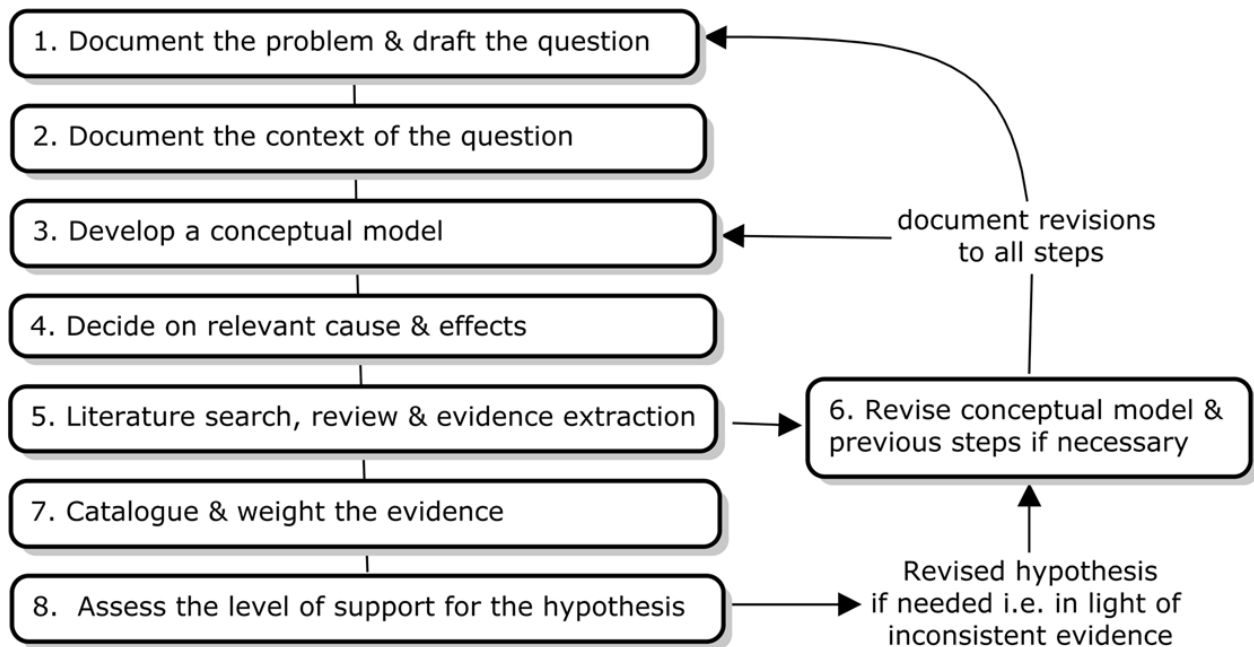 1. Document the problem & draft the question
2. Document the context of the question
3. Develop a conceptual model
document revisions
to all steps
4. Decide on relevant cause & effects
5. Literature search, review & evidence extraction
6. Revise conceptual model &
previous steps if necessary
7. Catalogue & weight the evidence
8. Assess the level of support for the hypothesis
Revised hypothesis
if needed i.e. in light of
inconsistent evidence